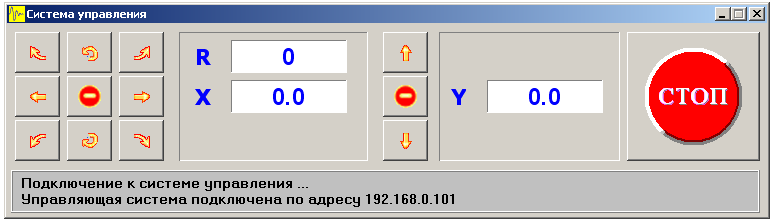 Система управления
R 0
X 0.0
Y 0.0
СТОП
Подключение к системе управления ...
Управляющая система подключена по адресу 192.168.0.101